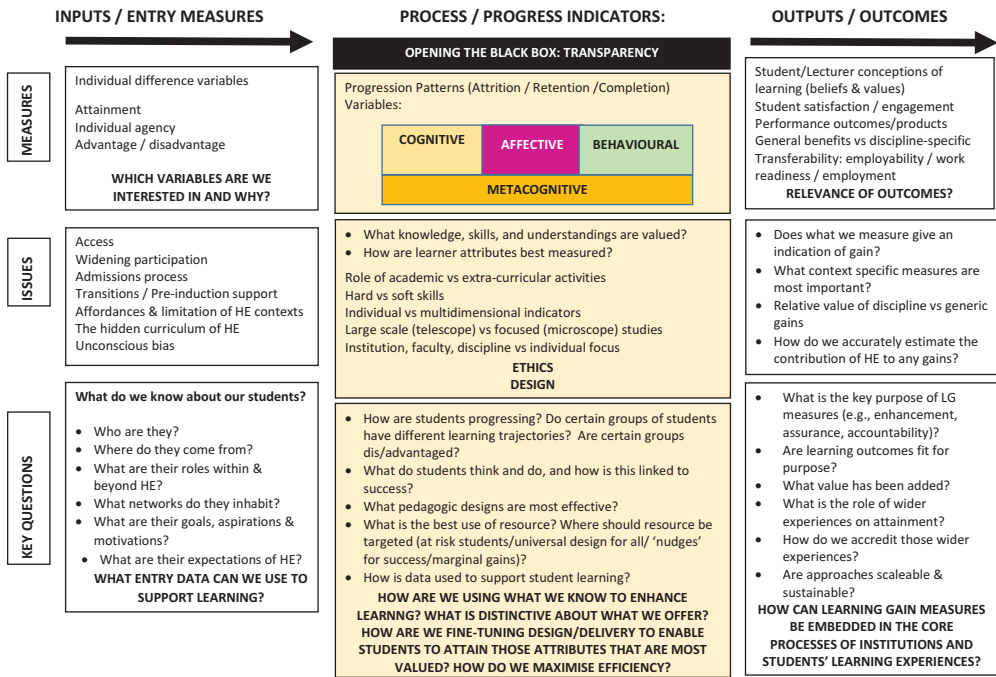 INPUTS / ENTRY MEASURES
PROCESS / PROGRESS INDICATORS:
OUTPUTS / OUTCOMES
OPENING THE BLACK BOX: TRANSPARENCY
MEASURES
Individual difference variables
Attainment
Individual agency
Advantage / disadvantage
WHICH VARIABLES ARE WE
INTERESTED IN AND WHY?
Progression Patterns (Attrition / Retention /Completion)
Variables:
COGNITIVE
AFFECTIVE
BEHAVIOURAL
METACOGNITIVE
Student/Lecturer conceptions of
learning (beliefs & values)
Student satisfaction / engagement
Performance outcomes/products
General benefits vs discipline-specific
Transferability: employability / work
readiness / employment
RELEVANCE OF OUTCOMES?
ISSUES
Access
Widening participation
Admissions process
Transitions / Pre-induction support
Affordances & limitation of HE contexts
The hidden curriculum of HE
Unconscious bias
• What knowledge, skills, and understandings are valued?
• How are learner attributes best measured?
Role of academic vs extra-curricular activities
Hard vs soft skills
Individual vs multidimensional indicators
Large scale (telescope) vs focused (microscope) studies
Institution, faculty, discipline vs individual focus
ETHICS
DESIGN
• Does what we measure give an
indication of gain?
• What context specific measures are
most important?
• Relative value of discipline vs generic
gains
• How do we accurately estimate the
contribution of HE to any gains?
KEY QUESTIONS
What do we know about our students?
• Who are they?
• Where do they come from?
• What are their roles within &
beyond HE?
• What networks do they inhabit?
• What are their goals, aspirations &
motivations?
• What are their expectations of HE?
WHAT ENTRY DATA CAN WE USE TO
SUPPORT LEARNING?
• How are students progressing? Do certain groups of students
have different learning trajectories? Are certain groups
dis/advantaged?
• What do students think and do, and how is this linked to
success?
• What pedagogic designs are most effective?
• What is the best use of resource? Where should resource be
targeted (at risk students/universal design for all/ ‘nudges’
for success/marginal gains)?
• How is data used to support student learning?
HOW ARE WE USING WHAT WE KNOW TO ENHANCE
LEARNNG? WHAT IS DISTINCTIVE ABOUT WHAT WE OFFER?
HOW ARE WE FINE-TUNING DESIGN/DELIVERY TO ENABLE
STUDENTS TO ATTAIN THOSE ATTRIBUTES THAT ARE MOST
VALUED? HOW DO WE MAXIMISE EFFICIENCY?
• What is the key purpose of LG
measures (e.g., enhancement,
assurance, accountability)?
• Are learning outcomes fit for
purpose?
• What value has been added?
• What is the role of wider
experiences on attainment?
• How do we accredit those wider
experiences?
• Are approaches scaleable &
sustainable?
HOW CAN LEARNING GAIN MEASURES
BE EMBEDDED IN THE CORE
PROCESSES OF INSTITUTIONS AND
STUDENTS’ LEARNING EXPERIENCES?